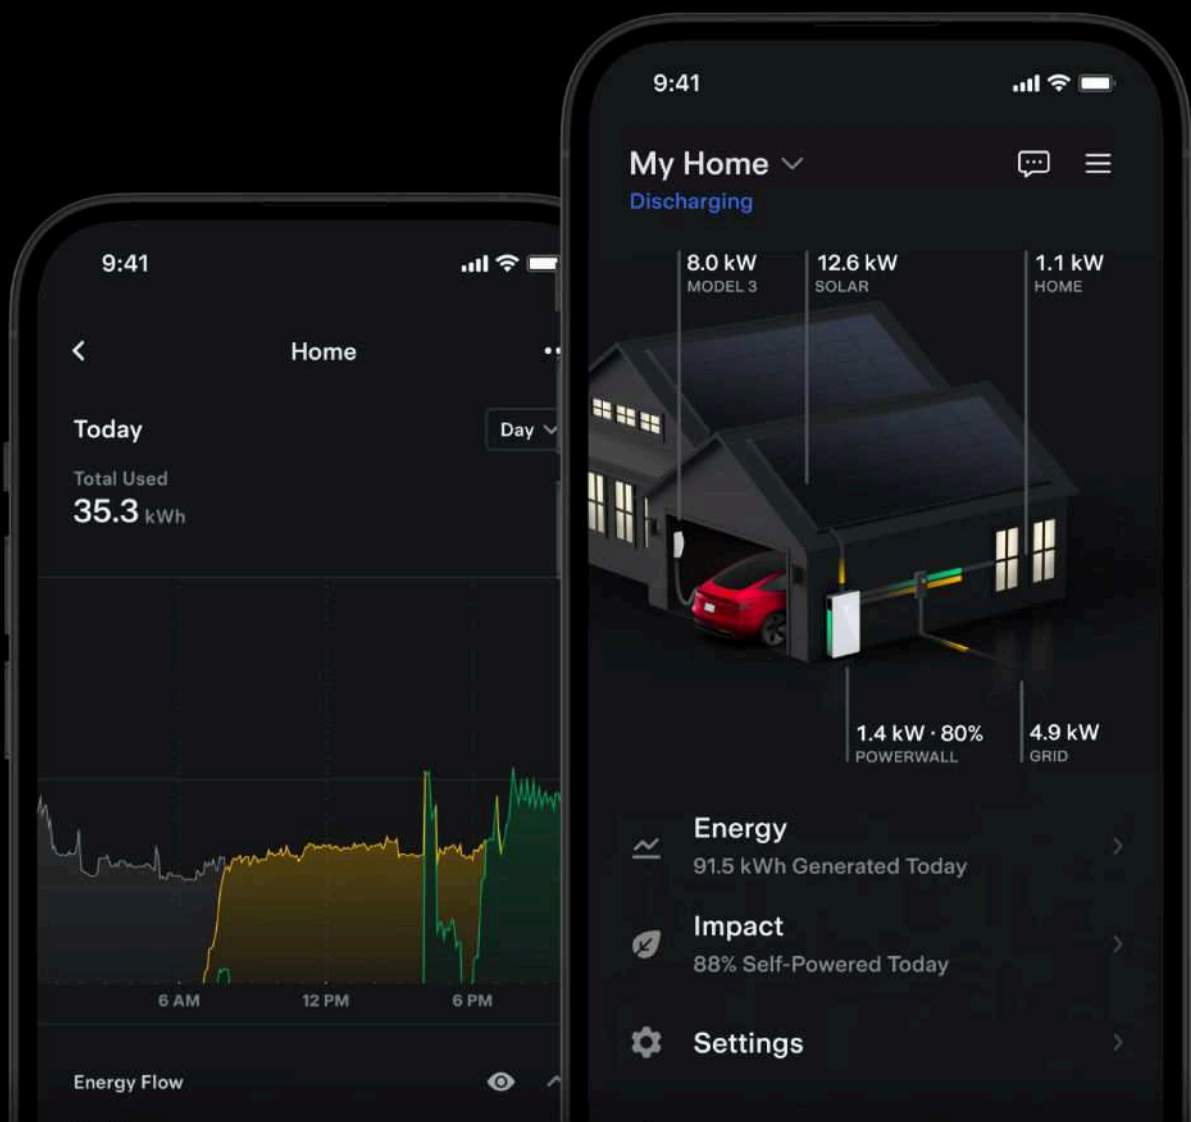 9:41
Home
Today
Day
Total Used
35.3 kWh
6 AM
12 PM
6 PM
Energy Flow
9:41
My Home
Discharging
8.0 kW
MODEL 3
12.6 kW
SOLAR
1.1 kW
HOME
1.4 kW · 80%
POWERWALL
4.9 kW
GRID
Energy
91.5 kWh Generated Today
Impact
88% Self-Powered Today
Settings